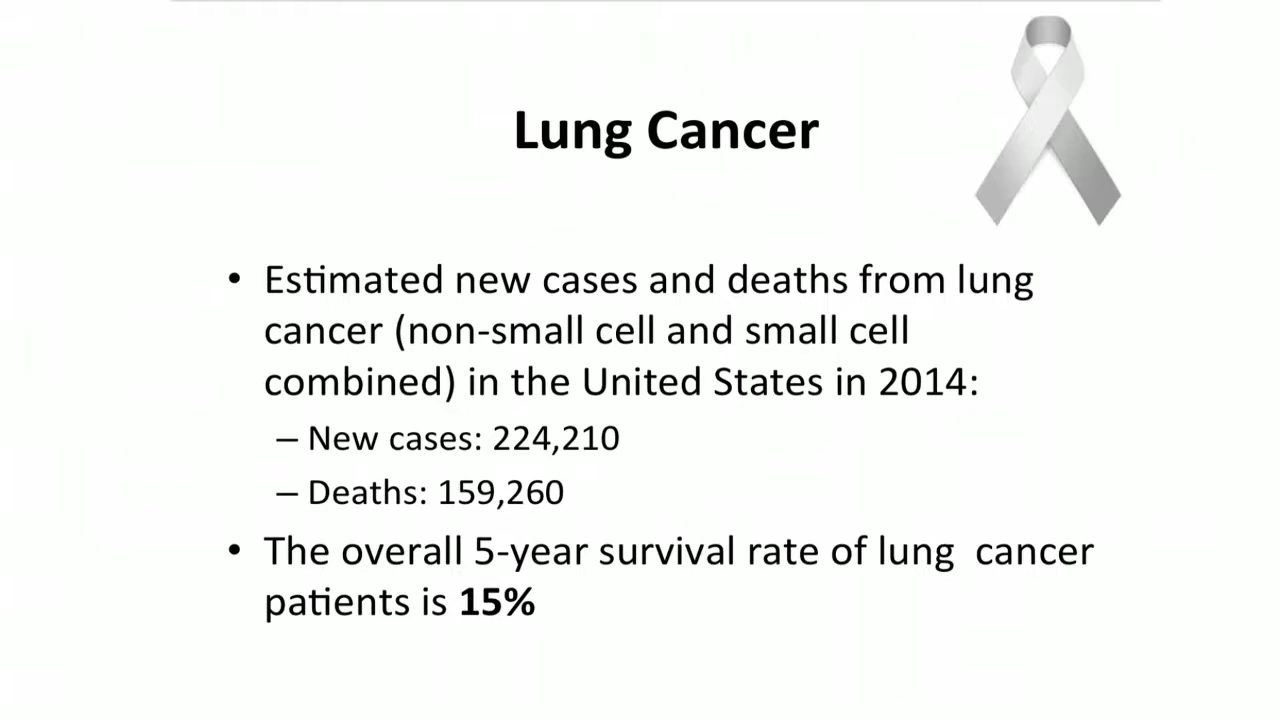 Lung Cancer
• Estimated new cases and deaths from lung
cancer (non-small cell and small cell
combined) in the United States in 2014:
– New cases: 224,210
– Deaths: 159,260
• The overall 5-year survival rate of lung  cancer
patients is 15%